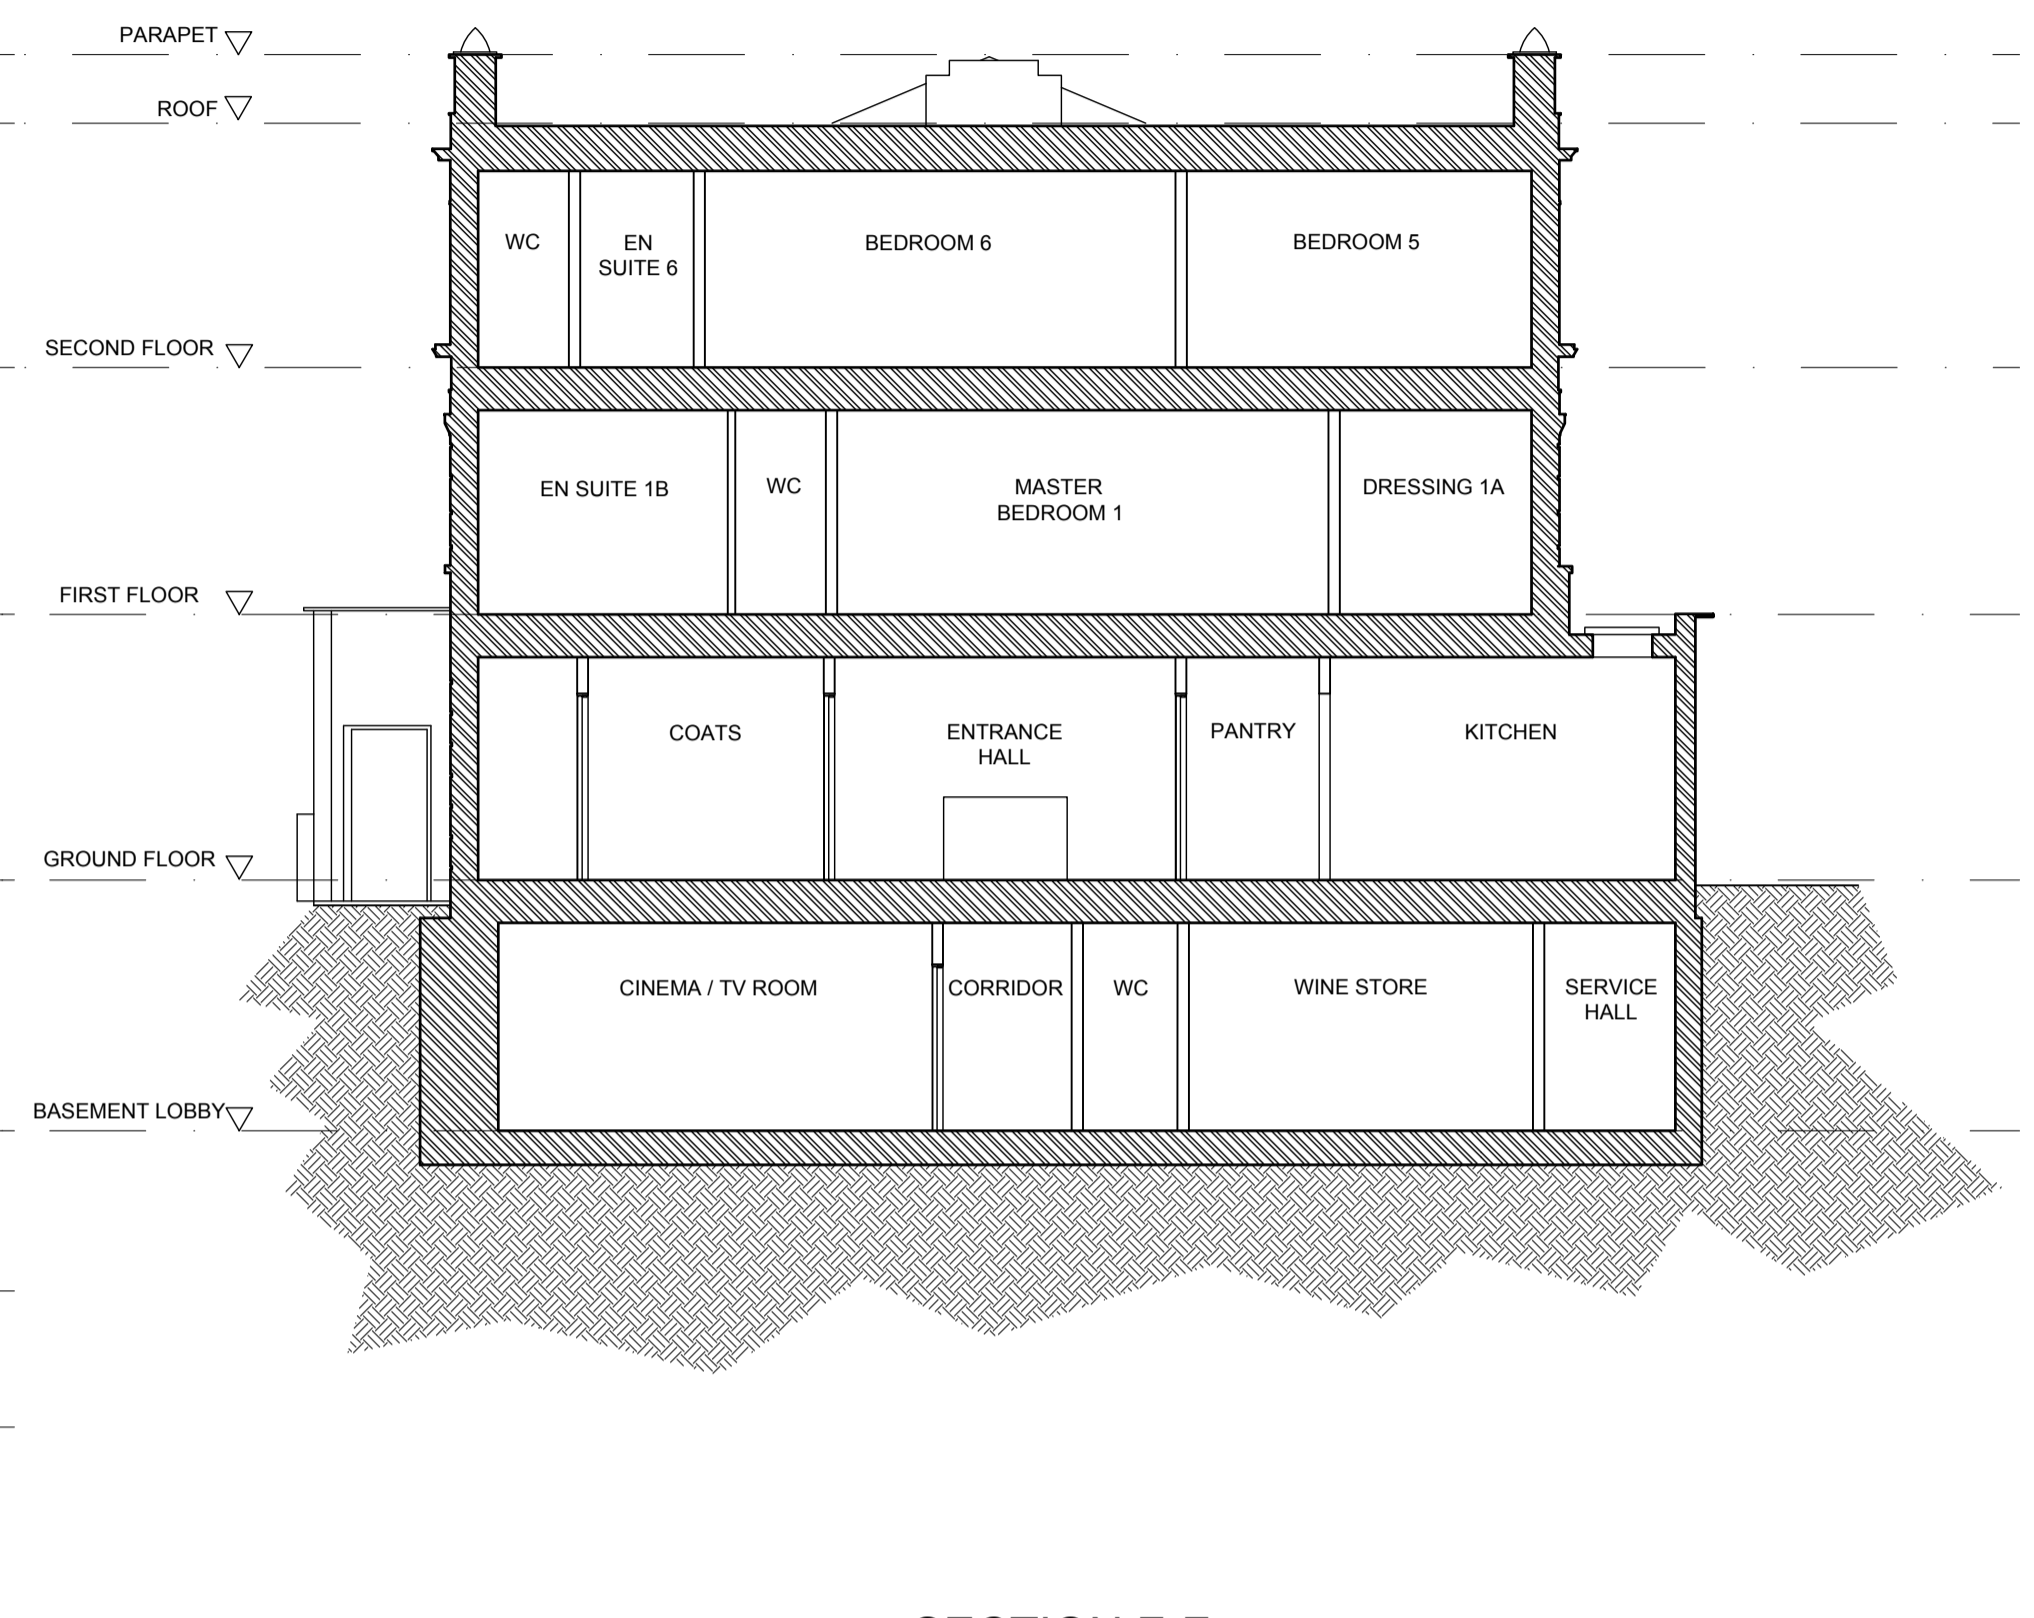 PARAPET
ROOF
WC
EN
SUITE 6
BEDROOM 6
BEDROOM 5
SECOND FLOOR
EN SUITE 1B
WC
MASTER
BEDROOM 1
DRESSING 1A
FIRST FLOOR
COATS
ENTRANCE
HALL
PANTRY
KITCHEN
GROUND FLOOR
CINEMA / TV ROOM
CORRIDOR
WC
WINE STORE
SERVICE
HALL
BASEMENT LOBBY